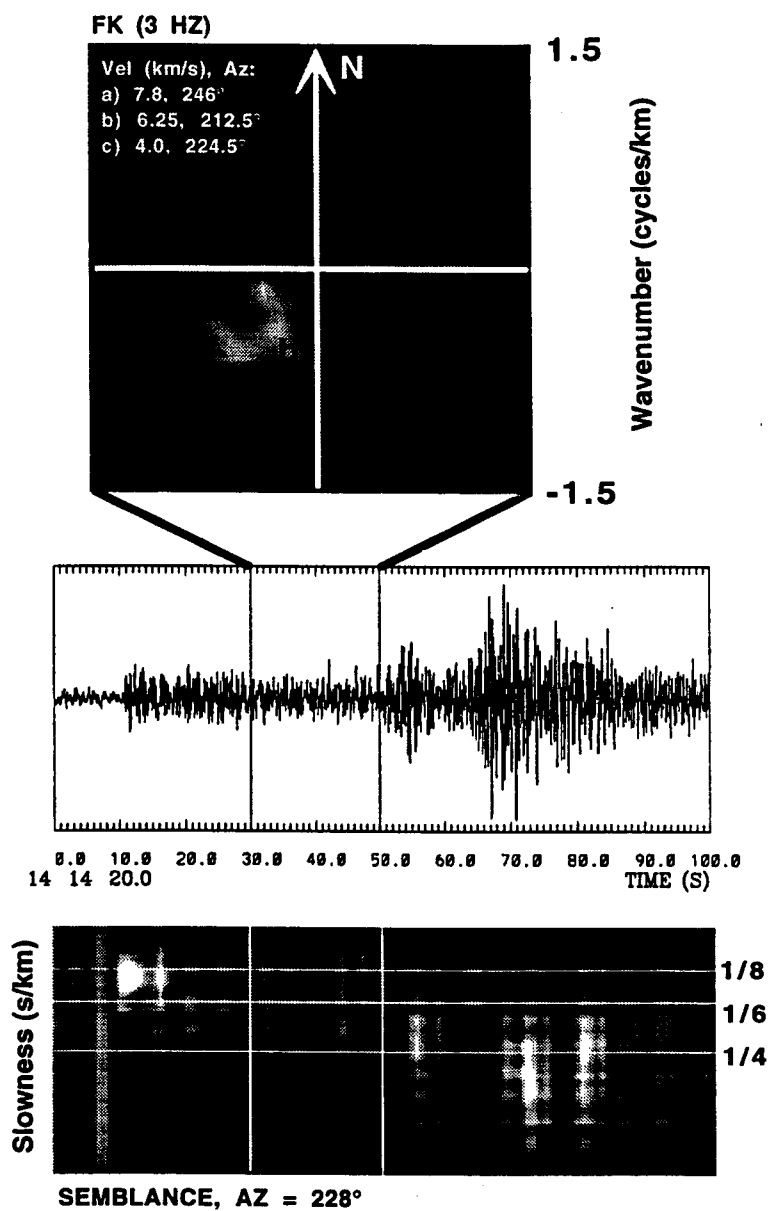 FK (3 HZ)
1.5
Vel (km/s), Az:
N
a) 7.8, 246°
b) 6.25, 212.5°
c) 4.0, 224.5°
Wavenumber (cycles/km)
-1.5
0.0 10.0 20.0 30.0 40.0 50.0 60.0 70.0 80.0 90.0 100.0
14 14 20.0 TIME (S)
Slowness (s/km)
1/8
1/6
1/4
SEMBLANCE, AZ = 228°